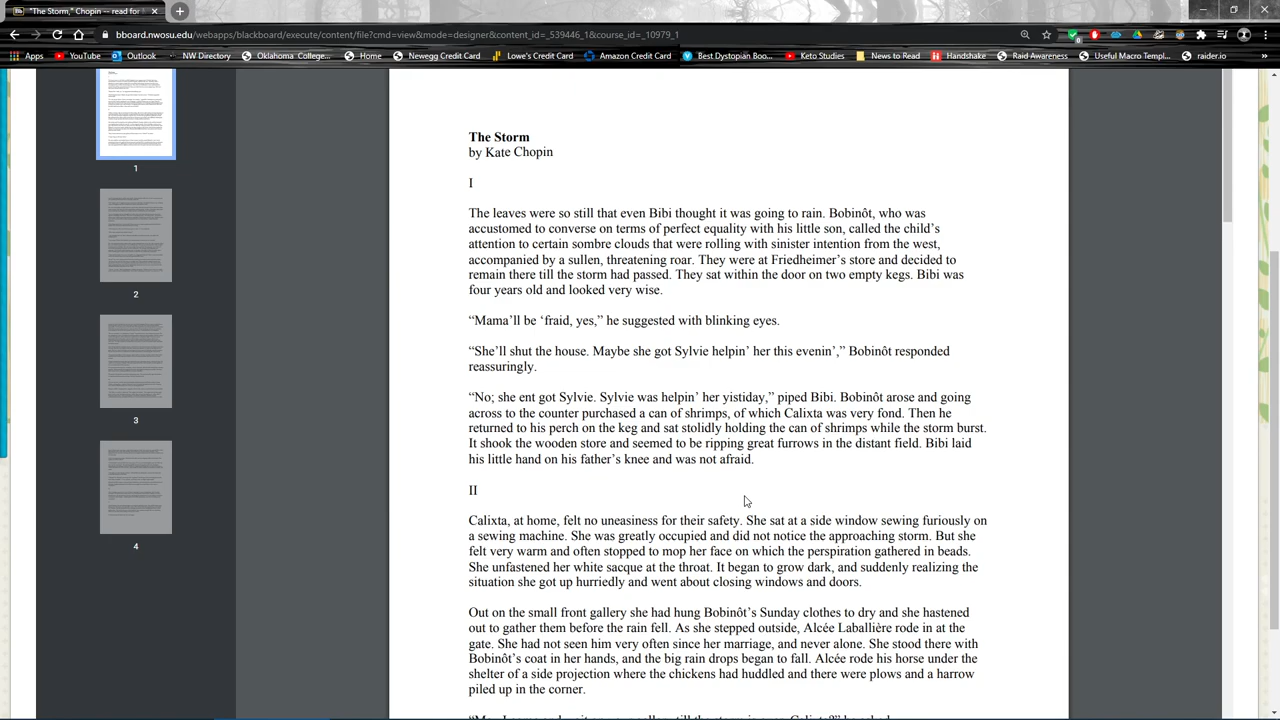 "The Storm," Chopin -- read for
bboard.nwosu.edu/webapps/blackboard/execute/content/file?cmd=view&mode=designer&content_id=_539446_1&course_id=_10979_1
Apps YouTube Outlook NW Directory Oklahoma College... Home Newegg Credit Card Lowe's Credit Card Amazon Credit Card Best Dystopian Boo... Keto Studies News to Read Handshake Raid Awareness Useful Macro Templ... raider.io »
1
2
3
4
The Storm
by Kate Chopin
I
The leaves were so still that even Bibi thought it was going to rain. Bobinôt, who was
accustomed to converse on terms of perfect equality with his little son, called the child's
attention to certain sombre clouds that were rolling with sinister intention from the west,
accompanied by a sullen, threatening roar. They were at Friedheimer's store and decided to
remain there till the storm had passed. They sat within the door on two empty kegs. Bibi was
four years old and looked very wise.
“Mama’ll be ‘fraid, yes,” he suggested with blinking eyes.
“She’ll shut the house. Maybe she got Sylvie helpin’ her this evenin’,” Bobinôt responded
reassuringly.
“No; she ent got Sylvie. Sylvie was helpin’ her yistiday,” piped Bibi. Bobinôt arose and going
across to the counter purchased a can of shrimps, of which Calixta was very fond. Then he
returned to his perch on the keg and sat stolidly holding the can of shrimps while the storm burst.
It shook the wooden store and seemed to be ripping great furrows in the distant field. Bibi laid
his little hand on his father’s knee and was not afraid.
II
Calixta, at home, felt no uneasiness for their safety. She sat at a side window sewing furiously on
a sewing machine. She was greatly occupied and did not notice the approaching storm. But she
felt very warm and often stopped to mop her face on which the perspiration gathered in beads.
She unfastened her white sacque at the throat. It began to grow dark, and suddenly realizing the
situation she got up hurriedly and went about closing windows and doors.
Out on the small front gallery she had hung Bobinôt’s Sunday clothes to dry and she hastened
out to gather them before the rain fell. As she stepped outside, Alcée Laballière rode in at the
gate. She had not seen him very often since her marriage, and never alone. She stood there with
Bobinôt’s coat in her hands, and the big rain drops began to fall. Alcée rode his horse under the
shelter of a side projection where the chickens had huddled and there were plows and a harrow
piled up in the corner.